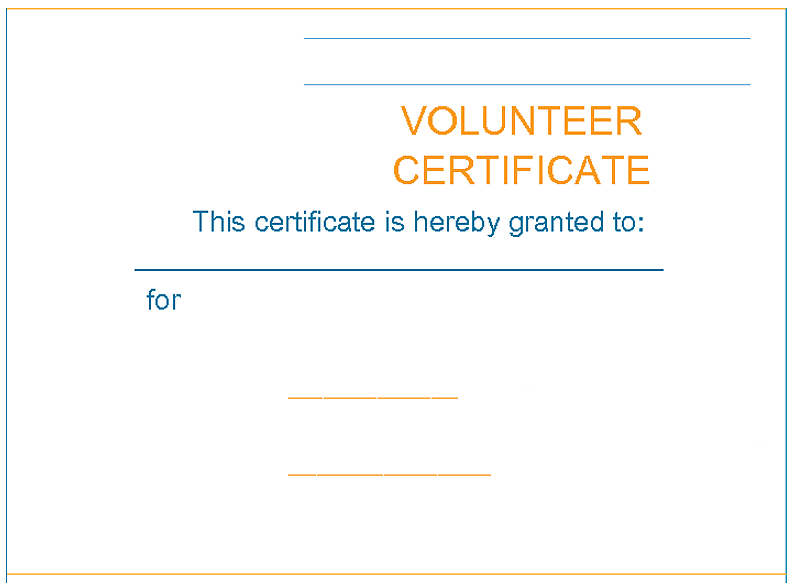 VOLUNTEER
CERTIFICATE
This certificate is hereby granted to:
for